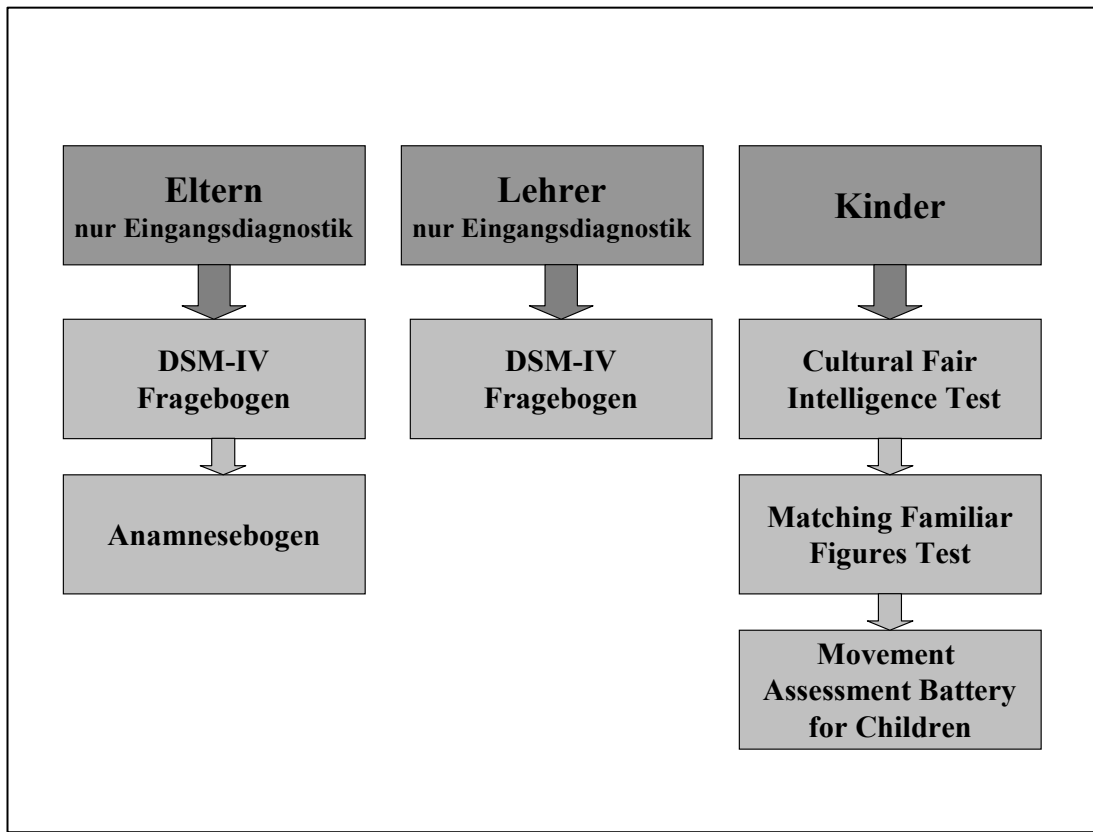 Eltern
nur Eingangsdiagnostik
DSM-IV
Fragebogen
Anamnesebogen
Lehrer
nur Eingangsdiagnostik
DSM-IV
Fragebogen
Kinder
Cultural Fair
Intelligence Test
Matching Familiar
Figures Test
Movement
Assessment Battery
for Children